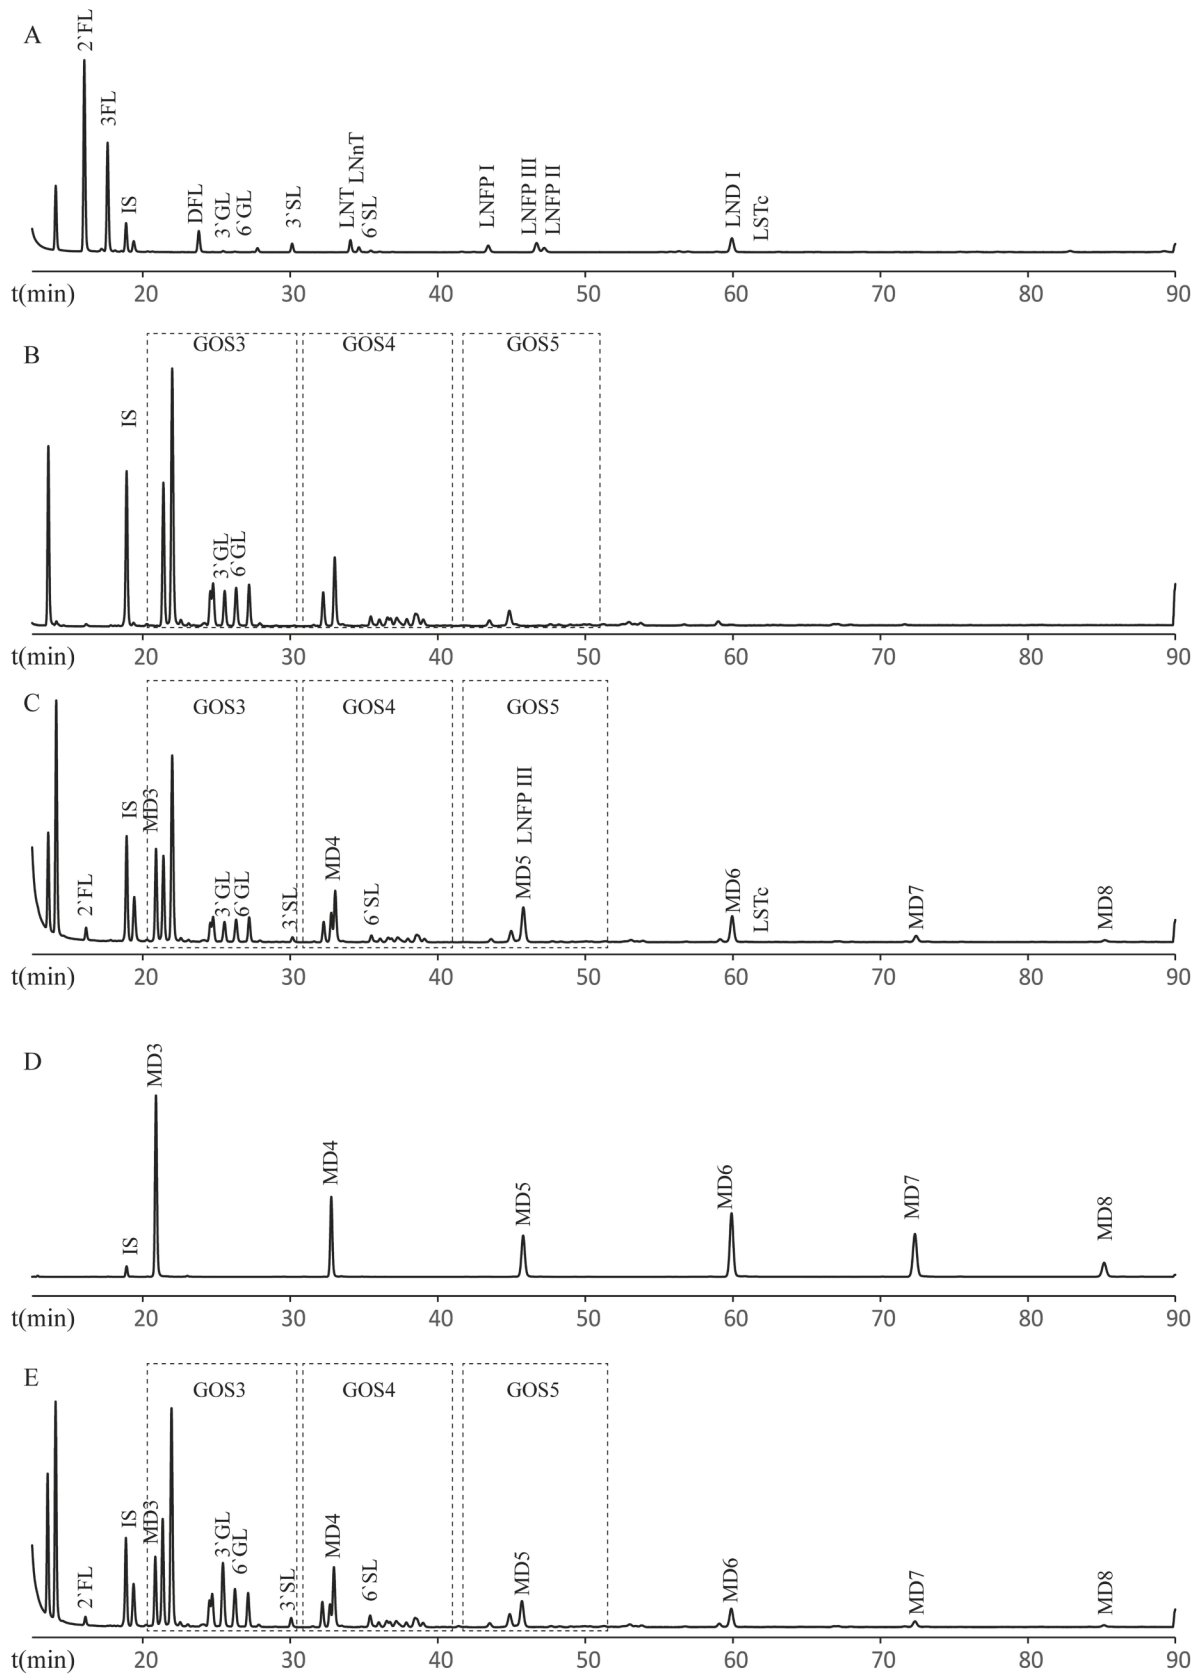 A
2`FL
3FL
IS
DFL
3`GL
6`GL
3`SL
LNT
LNnT
6`SL
LNFP I
LNFP III
LNFP II
LND I
LSTc
t(min) 20 30 40 50 60 70 80 90
B
GOS3 GOS4 GOS5
IS
3`GL
6`GL
t(min) 20 30 40 50 60 70 80 90
C
GOS3 GOS4 GOS5
2`FL
IS
MD3
3`GL
6`GL
3`SL
MD4
6`SL
MD5
LNFP III
MD6
LSTc
MD7
MD8
t(min) 20 30 40 50 60 70 80 90
D
IS
MD3
MD4
MD5
MD6
MD7
MD8
t(min) 20 30 40 50 60 70 80 90
E
GOS3 GOS4 GOS5
2`FL
IS
MD3
3`GL
6`GL
3`SL
MD4
6`SL
MD5
MD6
MD7
MD8
t(min) 20 30 40 50 60 70 80 90